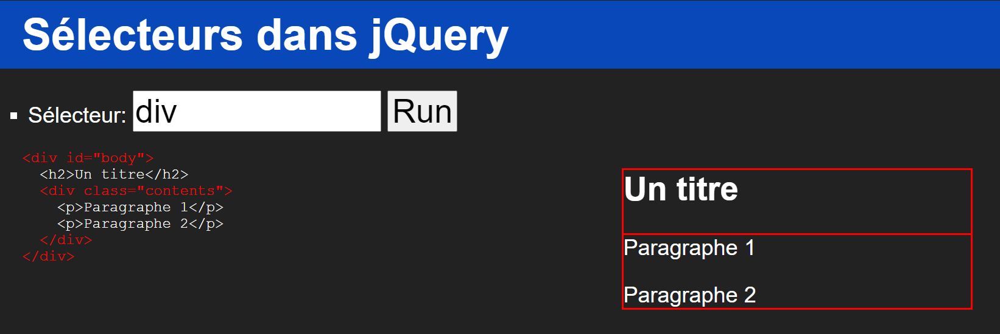 Sélecteurs dans jQuery
Sélecteur: div Run
<div id="body">
<h2>Un titre</h2>
<div class="contents">
<p>Paragraphe 1</p>
<p>Paragraphe 2</p>
</div>
</div>
Un titre
Paragraphe 1
Paragraphe 2